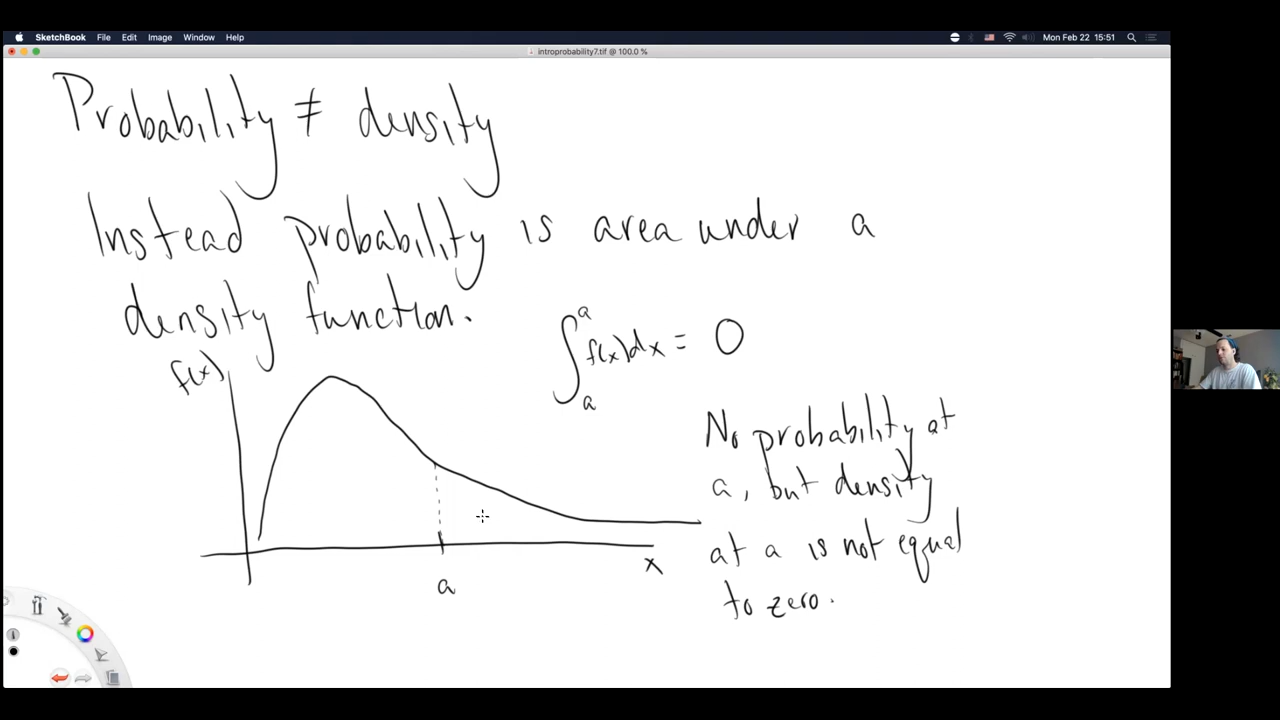 SketchBook File Edit Image Window Help Mon Feb 22 15:51
introprobability7.tif @ 100.0 %
Probability ≠ density
Instead probability is area under a
density function.
∫ₐᵃ f(x)dx = 0
f(x)
No probability at
a, but density
at a is not equal
to zero.
x
a